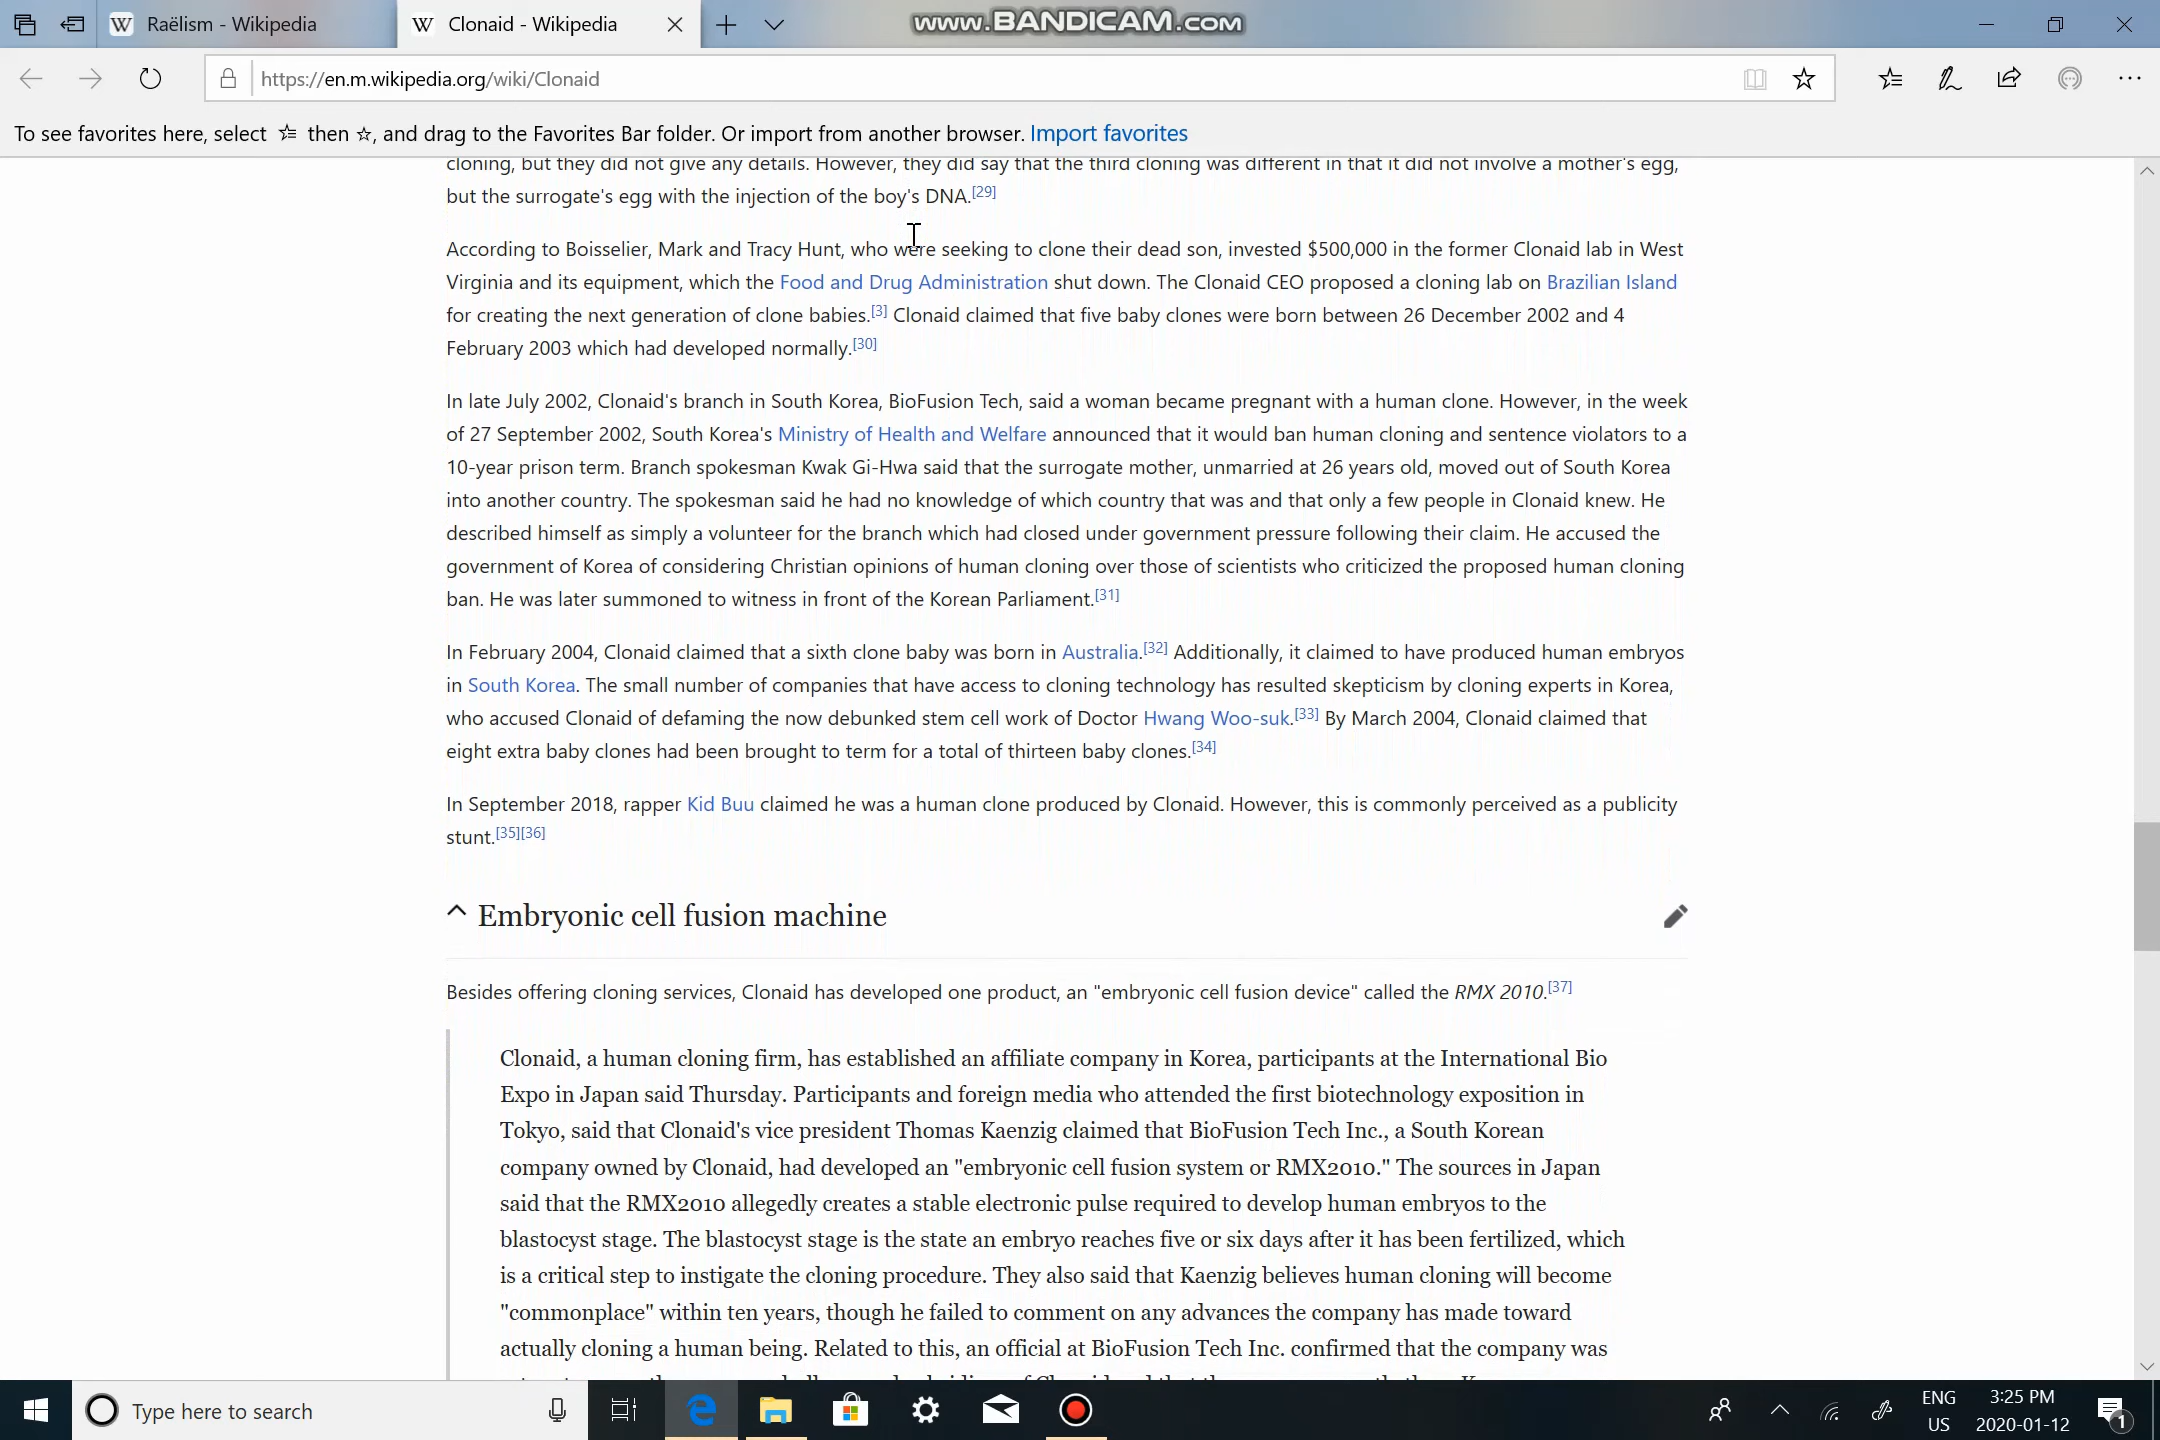 Raëlism - Wikipedia
Clonaid - Wikipedia
www.BANDICAM.com
https://en.m.wikipedia.org/wiki/Clonaid
To see favorites here, select then , and drag to the Favorites Bar folder. Or import from another browser. Import favorites
cloning, but they did not give any details. However, they did say that the third cloning was different in that it did not involve a mother's egg,
but the surrogate's egg with the injection of the boy's DNA.[29]
According to Boisselier, Mark and Tracy Hunt, who were seeking to clone their dead son, invested $500,000 in the former Clonaid lab in West
Virginia and its equipment, which the Food and Drug Administration shut down. The Clonaid CEO proposed a cloning lab on Brazilian Island
for creating the next generation of clone babies.[3] Clonaid claimed that five baby clones were born between 26 December 2002 and 4
February 2003 which had developed normally.[30]
In late July 2002, Clonaid's branch in South Korea, BioFusion Tech, said a woman became pregnant with a human clone. However, in the week
of 27 September 2002, South Korea's Ministry of Health and Welfare announced that it would ban human cloning and sentence violators to a
10-year prison term. Branch spokesman Kwak Gi-Hwa said that the surrogate mother, unmarried at 26 years old, moved out of South Korea
into another country. The spokesman said he had no knowledge of which country that was and that only a few people in Clonaid knew. He
described himself as simply a volunteer for the branch which had closed under government pressure following their claim. He accused the
government of Korea of considering Christian opinions of human cloning over those of scientists who criticized the proposed human cloning
ban. He was later summoned to witness in front of the Korean Parliament.[31]
In February 2004, Clonaid claimed that a sixth clone baby was born in Australia.[32] Additionally, it claimed to have produced human embryos
in South Korea. The small number of companies that have access to cloning technology has resulted skepticism by cloning experts in Korea,
who accused Clonaid of defaming the now debunked stem cell work of Doctor Hwang Woo-suk.[33] By March 2004, Clonaid claimed that
eight extra baby clones had been brought to term for a total of thirteen baby clones.[34]
In September 2018, rapper Kid Buu claimed he was a human clone produced by Clonaid. However, this is commonly perceived as a publicity
stunt.[35][36]
Embryonic cell fusion machine
Besides offering cloning services, Clonaid has developed one product, an "embryonic cell fusion device" called the RMX 2010.[37]
Clonaid, a human cloning firm, has established an affiliate company in Korea, participants at the International Bio
Expo in Japan said Thursday. Participants and foreign media who attended the first biotechnology exposition in
Tokyo, said that Clonaid's vice president Thomas Kaenzig claimed that BioFusion Tech Inc., a South Korean
company owned by Clonaid, had developed an "embryonic cell fusion system or RMX2010." The sources in Japan
said that the RMX2010 allegedly creates a stable electronic pulse required to develop human embryos to the
blastocyst stage. The blastocyst stage is the state an embryo reaches five or six days after it has been fertilized, which
is a critical step to instigate the cloning procedure. They also said that Kaenzig believes human cloning will become
"commonplace" within ten years, though he failed to comment on any advances the company has made toward
actually cloning a human being. Related to this, an official at BioFusion Tech Inc. confirmed that the company was
Type here to search
ENG
US
3:25 PM
2020-01-12
1